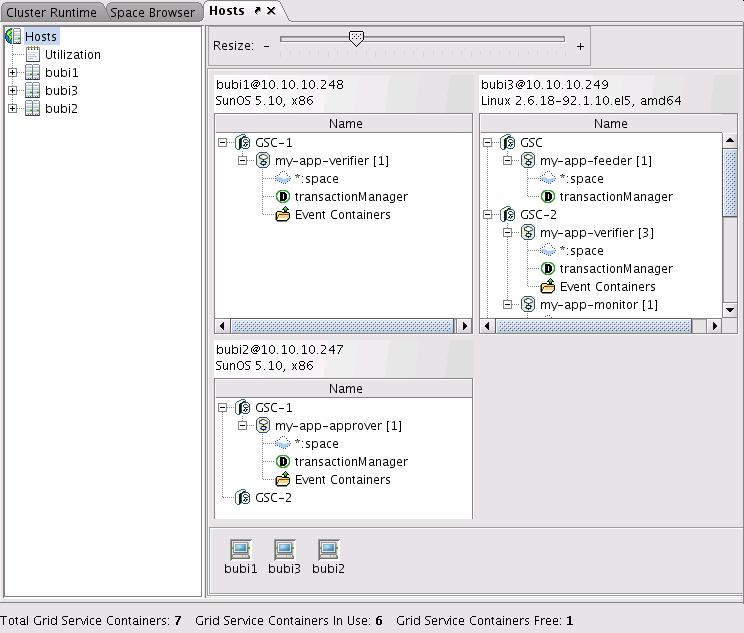 Cluster Runtime
Space Browser
Hosts
Hosts
Utilization
bubi1
bubi3
bubi2
Resize: - +
bubi1@10.10.10.248
SunOS 5.10, x86
Name
GSC-1
my-app-verifier [1]
*:space
transactionManager
Event Containers
bubi3@10.10.10.249
Linux 2.6.18-92.1.10.el5, amd64
Name
GSC
my-app-feeder [1]
*:space
transactionManager
GSC-2
my-app-verifier [3]
*:space
transactionManager
Event Containers
my-app-monitor [1]
bubi2@10.10.10.247
SunOS 5.10, x86
Name
GSC-1
my-app-approver [1]
*:space
transactionManager
Event Containers
GSC-2
bubi1 bubi3 bubi2
Total Grid Service Containers: 7 Grid Service Containers In Use: 6 Grid Service Containers Free: 1